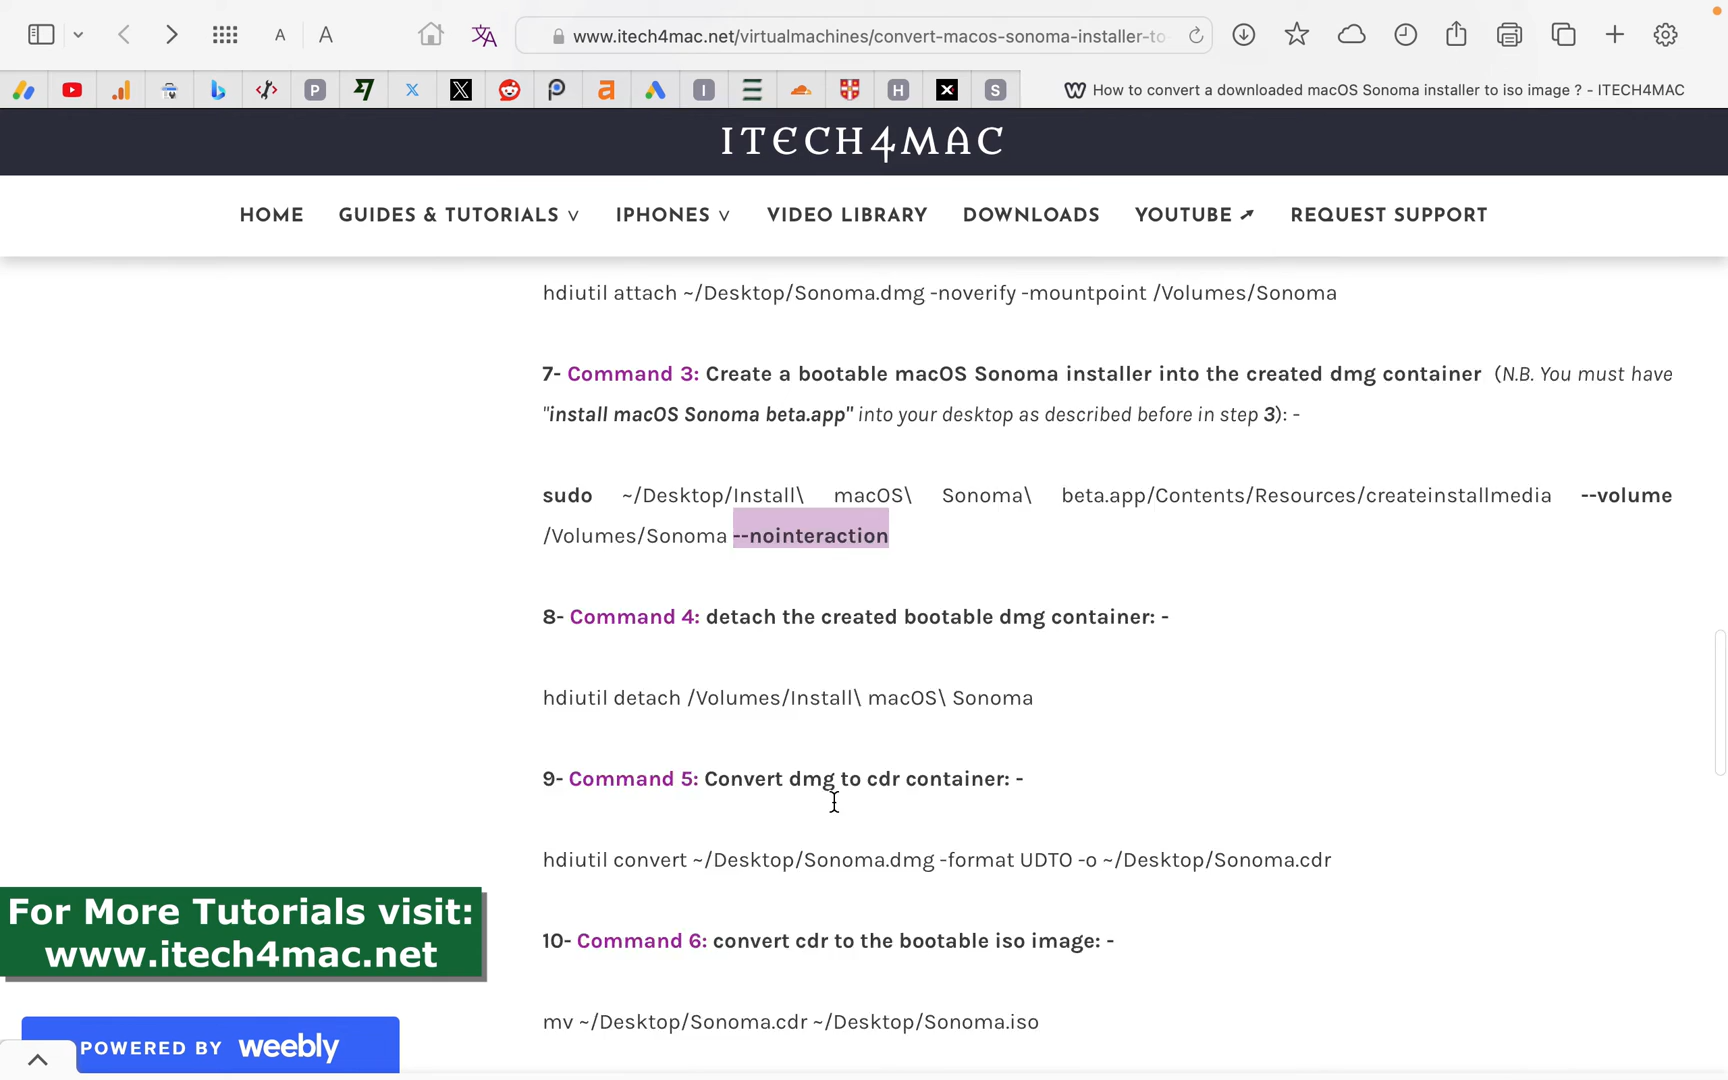 A A www.itech4mac.net/virtualmachines/convert-macos-sonoma-installer-to-
How to convert a downloaded macOS Sonoma installer to iso image ? - ITECH4MAC
ITECH4MAC
HOME GUIDES & TUTORIALS IPHONES VIDEO LIBRARY DOWNLOADS YOUTUBE REQUEST SUPPORT
hdiutil attach ~/Desktop/Sonoma.dmg -noverify -mountpoint /Volumes/Sonoma
7- Command 3: Create a bootable macOS Sonoma installer into the created dmg container (N.B. You must have
"install macOS Sonoma beta.app" into your desktop as described before in step 3): -
sudo ~/Desktop/Install\ macOS\ Sonoma\ beta.app/Contents/Resources/createinstallmedia --volume
/Volumes/Sonoma --nointeraction
8- Command 4: detach the created bootable dmg container: -
hdiutil detach /Volumes/Install\ macOS\ Sonoma
9- Command 5: Convert dmg to cdr container: -
hdiutil convert ~/Desktop/Sonoma.dmg -format UDTO -o ~/Desktop/Sonoma.cdr
10- Command 6: convert cdr to the bootable iso image: -
mv ~/Desktop/Sonoma.cdr ~/Desktop/Sonoma.iso
For More Tutorials visit:
www.itech4mac.net
POWERED BY weebly